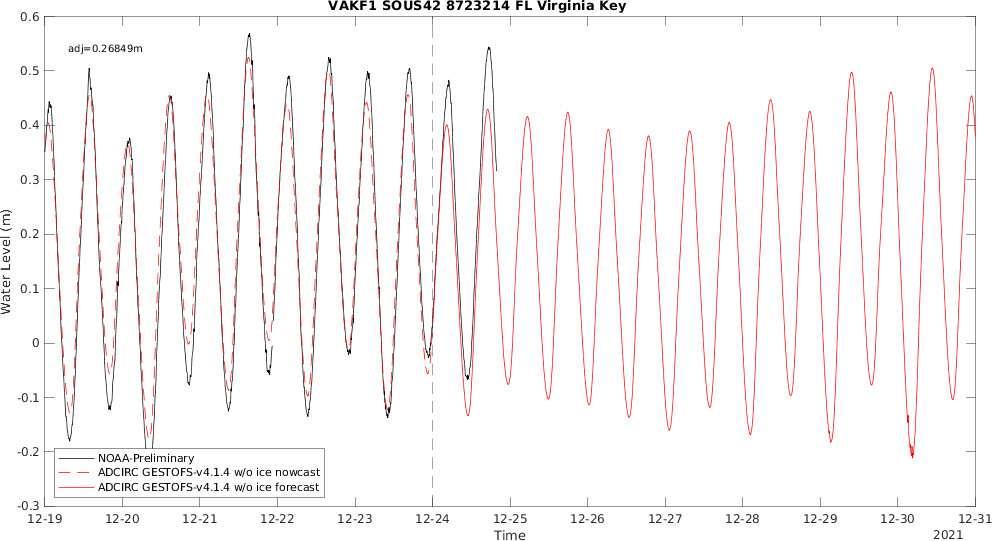 VAKF1 SOUS42 8723214 FL Virginia Key
adj=0.26849m
0.6
0.5
0.4
0.3
0.2
0.1
0
-0.1
-0.2
-0.3
Water Level (m)
NOAA-Preliminary
ADCIRC GESTOFS-v4.1.4 w/o ice nowcast
ADCIRC GESTOFS-v4.1.4 w/o ice forecast
12-19 12-20 12-21 12-22 12-23 12-24 12-25 12-26 12-27 12-28 12-29 12-30 12-31
Time
2021